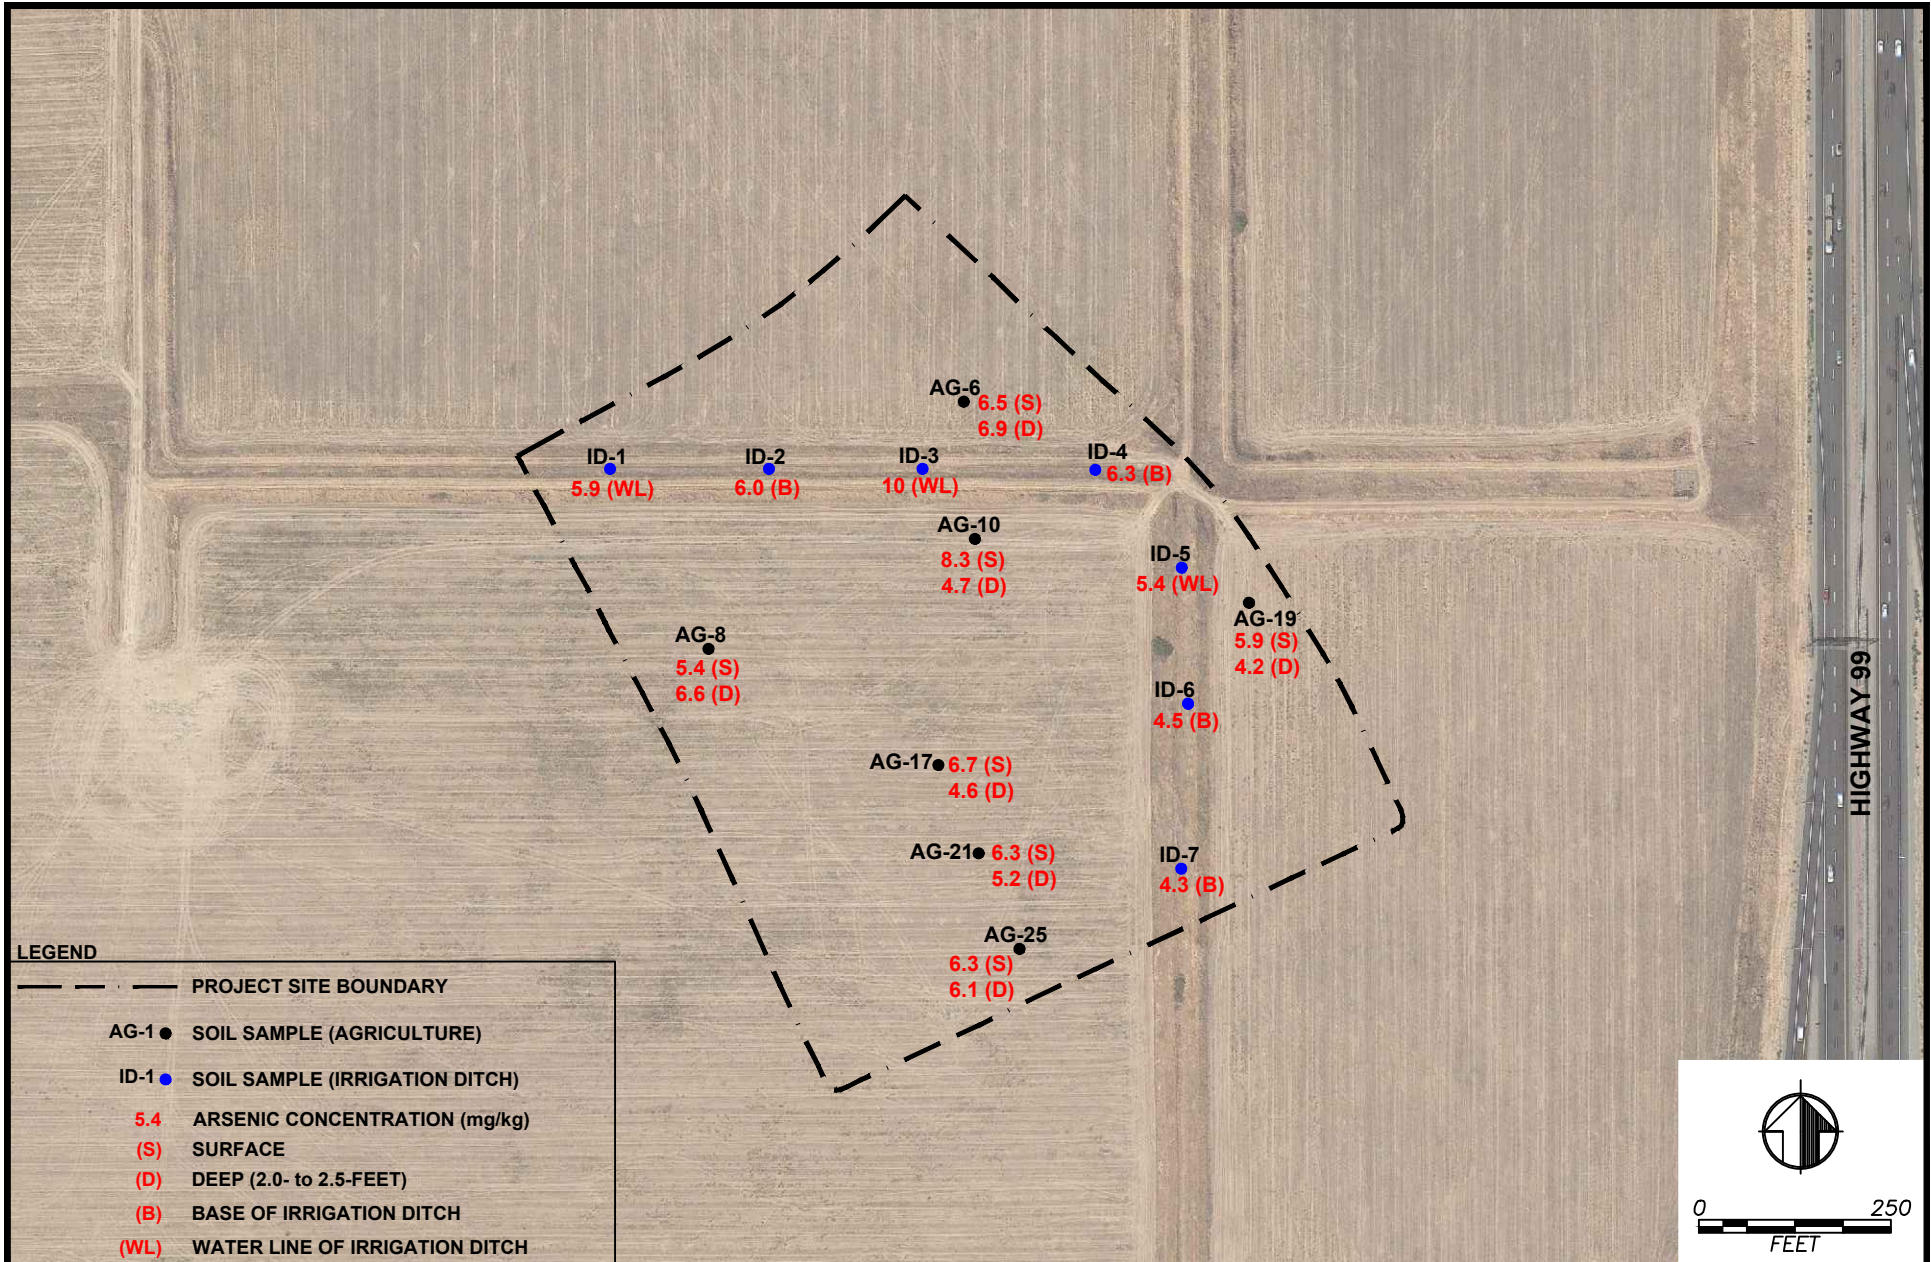 AG-6
6.5 (S)
6.9 (D)
ID-1
5.9 (WL)
ID-2
6.0 (B)
ID-3
10 (WL)
ID-4
6.3 (B)
AG-10
8.3 (S)
4.7 (D)
ID-5
5.4 (WL)
AG-19
5.9 (S)
4.2 (D)
AG-8
5.4 (S)
6.6 (D)
ID-6
4.5 (B)
AG-17
6.7 (S)
4.6 (D)
AG-21
6.3 (S)
5.2 (D)
ID-7
4.3 (B)
AG-25
6.3 (S)
6.1 (D)
HIGHWAY 99
LEGEND
PROJECT SITE BOUNDARY
AG-1 SOIL SAMPLE (AGRICULTURE)
ID-1 SOIL SAMPLE (IRRIGATION DITCH)
5.4 ARSENIC CONCENTRATION (mg/kg)
(S) SURFACE
(D) DEEP (2.0- to 2.5-FEET)
(B) BASE OF IRRIGATION DITCH
(WL) WATER LINE OF IRRIGATION DITCH
0 250
FEET